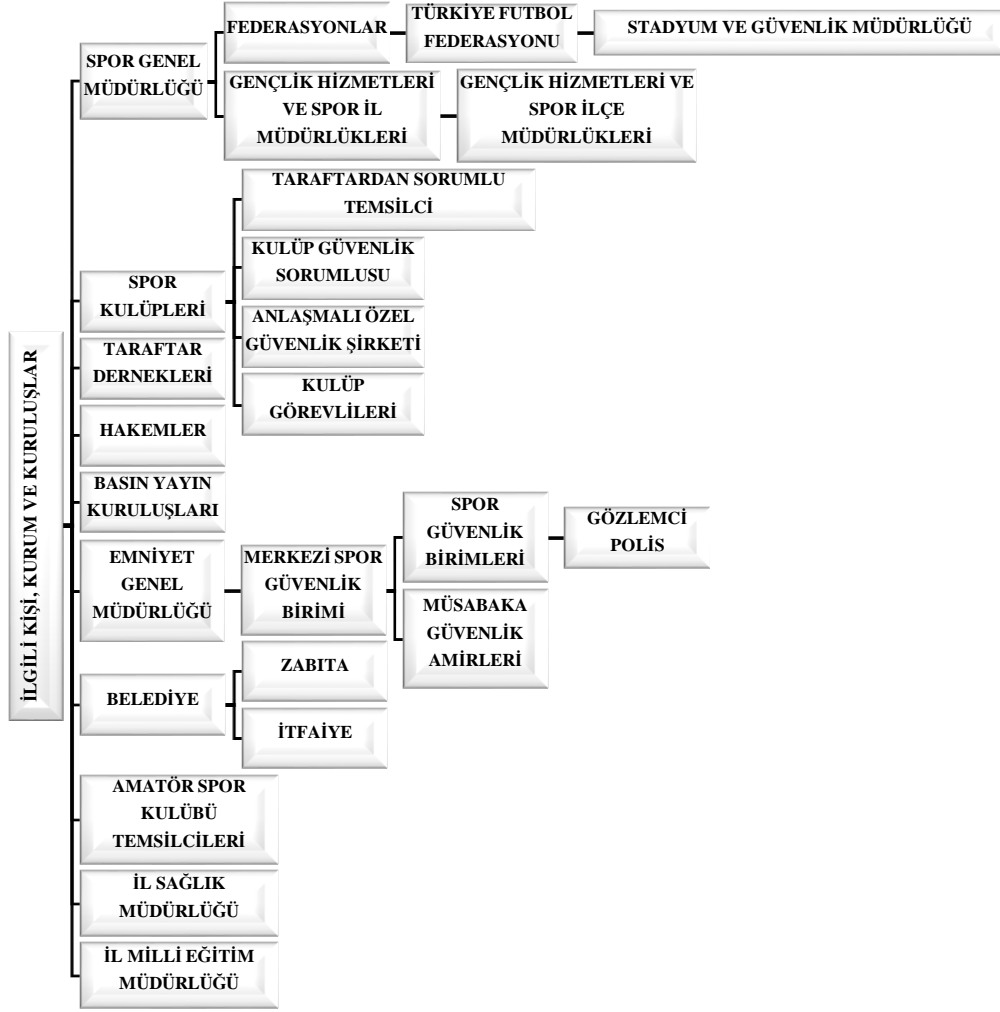 İLGİLİ KİŞİ, KURUM VE KURULUŞLAR
SPOR GENEL
MÜDÜRLÜĞÜ
FEDERASYONLAR
TÜRKİYE FUTBOL
FEDERASYONU
STADYUM VE GÜVENLİK MÜDÜRLÜĞÜ
GENÇLİK HİZMETLERİ
VE SPOR İL
MÜDÜRLÜKLERİ
GENÇLİK HİZMETLERİ VE
SPOR İLÇE
MÜDÜRLÜKLERİ
SPOR
KULÜPLERİ
TARAFTARDAN SORUMLU
TEMSİLCİ
KULÜP GÜVENLİK
SORUMLUSU
ANLAŞMALI ÖZEL
GÜVENLİK ŞİRKETİ
KULÜP
GÖREVLİLERİ
TARAFTAR
DERNEKLERİ
HAKEMLER
BASIN YAYIN
KURULUŞLARI
EMNİYET
GENEL
MÜDÜRLÜĞÜ
MERKEZİ SPOR
GÜVENLİK
BİRİMİ
SPOR
GÜVENLİK
BİRİMLERİ
GÖZLEMCİ
POLİS
MÜSABAKA
GÜVENLİK
AMİRLERİ
BELEDİYE
ZABITA
İTFAİYE
AMATÖR SPOR
KULÜBÜ
TEMSİLCİLERİ
İL SAĞLIK
MÜDÜRLÜĞÜ
İL MİLLİ EĞİTİM
MÜDÜRLÜĞÜ